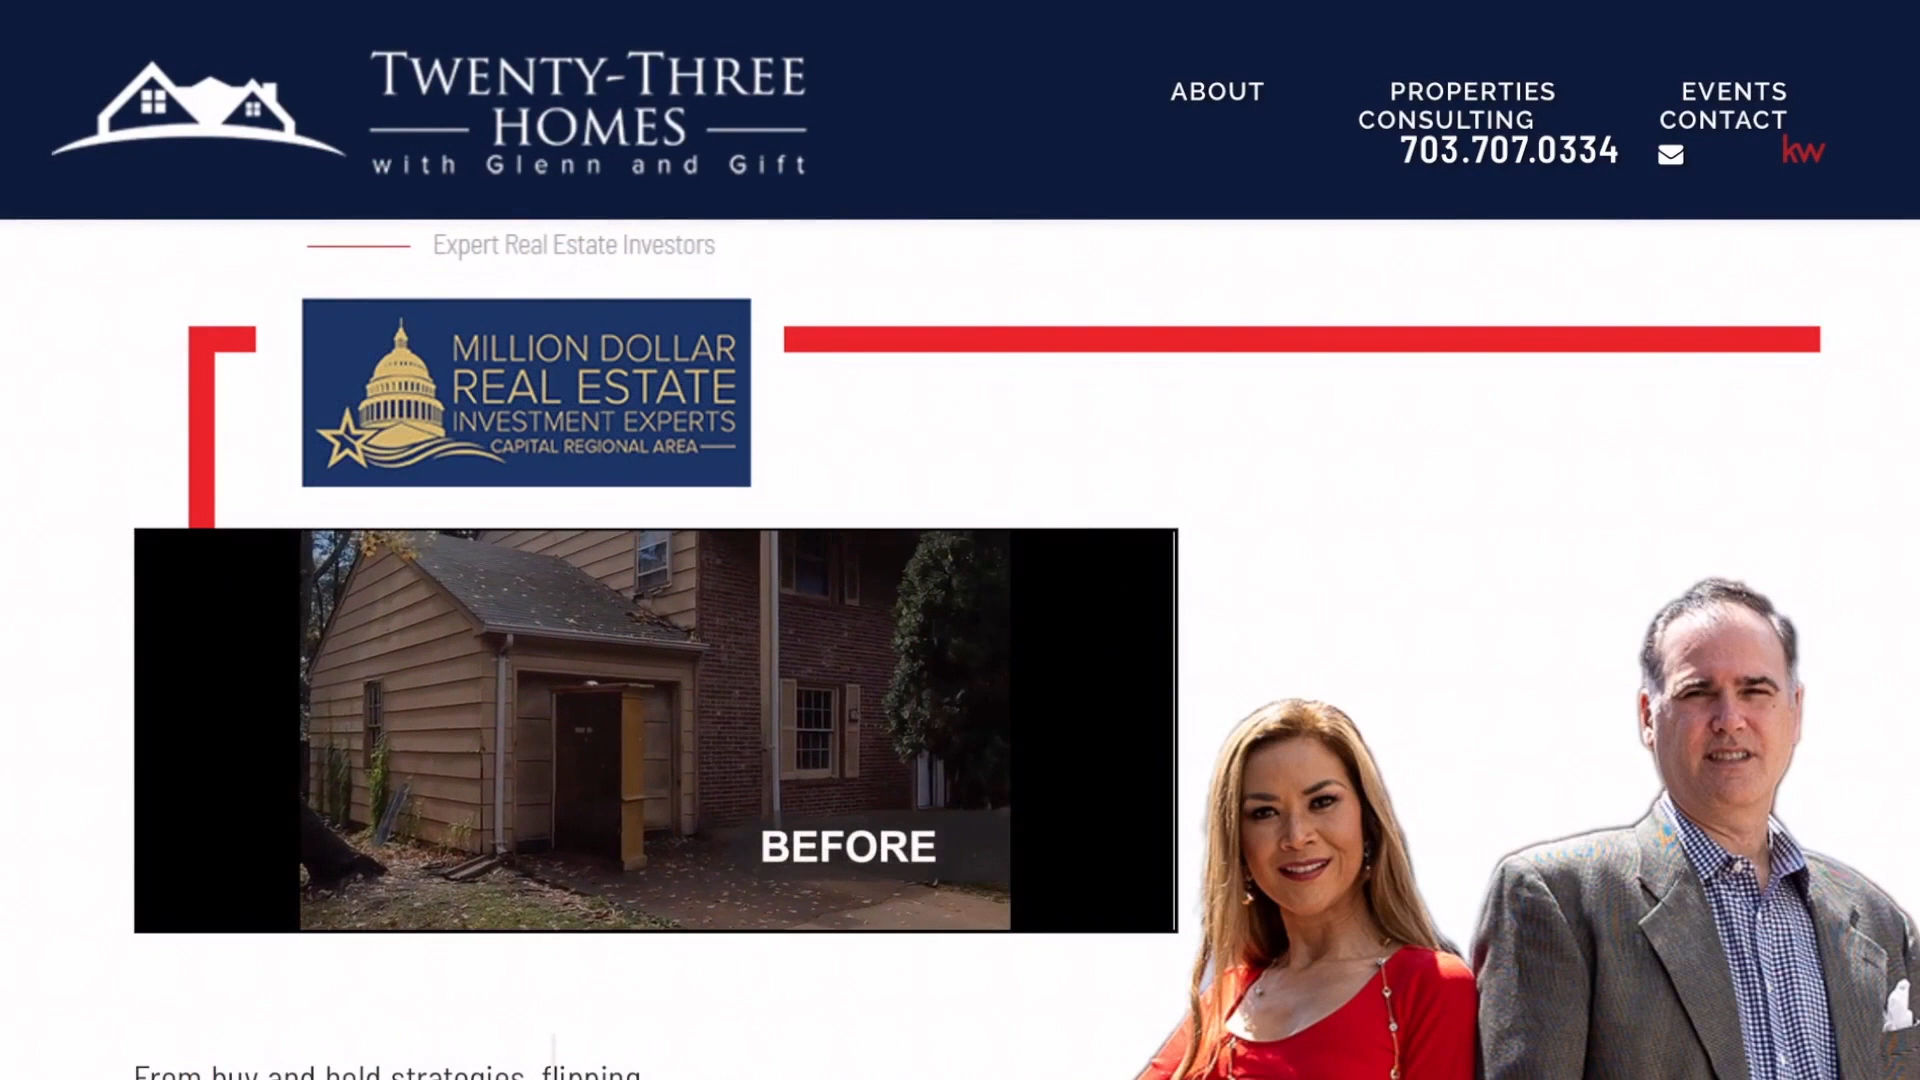 TWENTY-THREE
HOMES
with Glenn and Gift
ABOUT PROPERTIES EVENTS
CONSULTING CONTACT
703.707.0334
kw
Expert Real Estate Investors
MILLION DOLLAR
REAL ESTATE
INVESTMENT EXPERTS
CAPITAL REGIONAL AREA
BEFORE
From buy and hold strategies, flipping